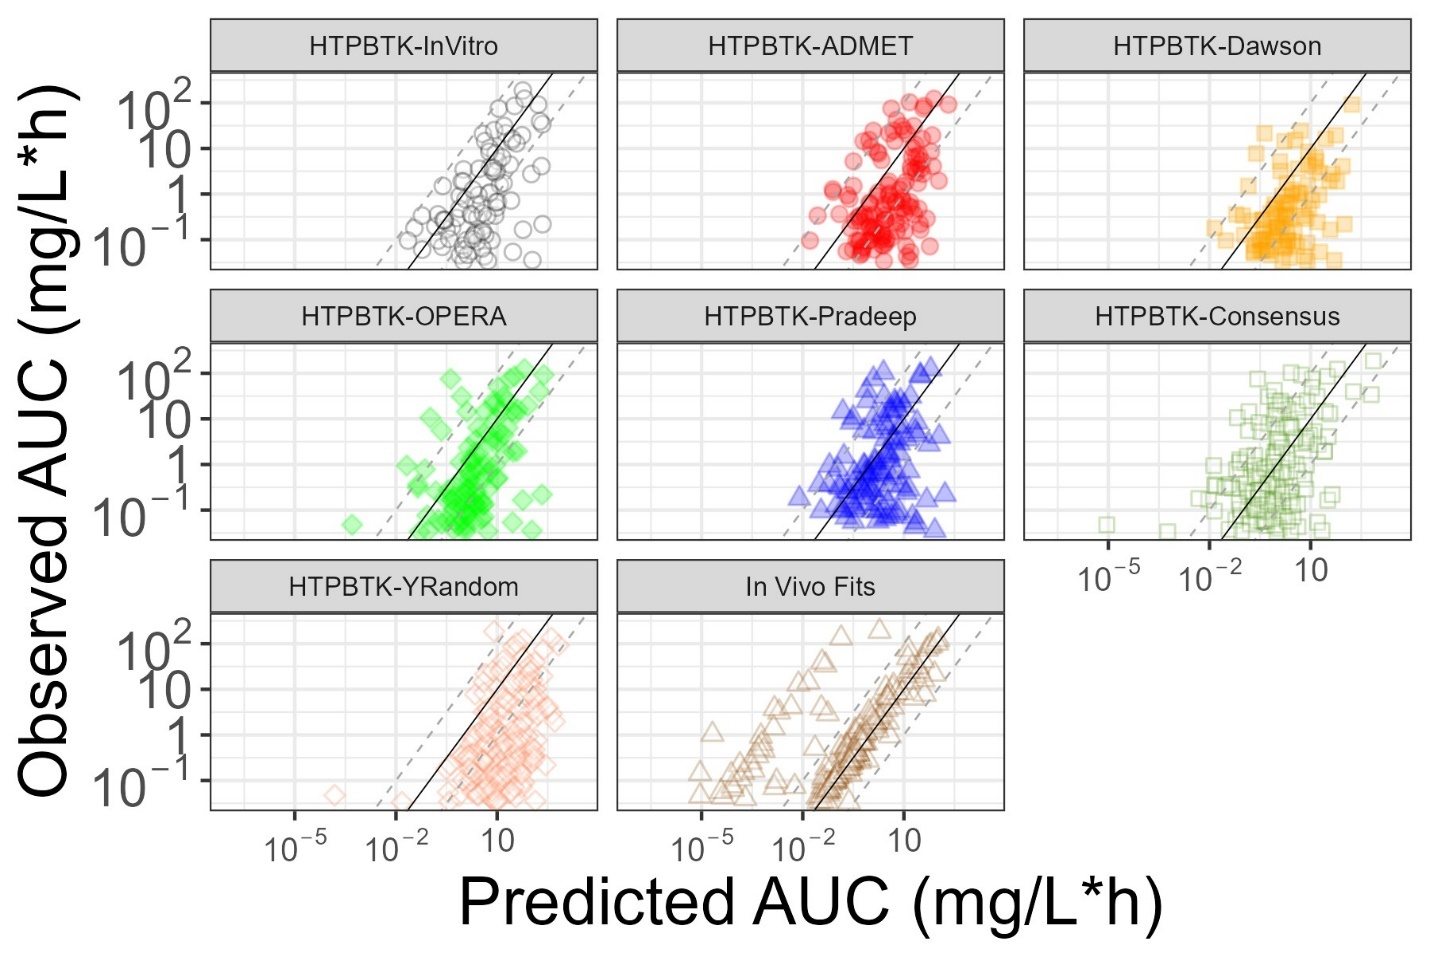 HTPBTK-InVitro
HTPBTK-ADMET
HTPBTK-Dawson
10²
10
1
10⁻¹
HTPBTK-OPERA
HTPBTK-Pradeep
HTPBTK-Consensus
10²
10
1
10⁻¹
10⁻⁵ 10⁻² 10
HTPBTK-YRandom
In Vivo Fits
10²
10
1
10⁻¹
10⁻⁵ 10⁻² 10
10⁻⁵ 10⁻² 10
Observed AUC (mg/L*h)
Predicted AUC (mg/L*h)